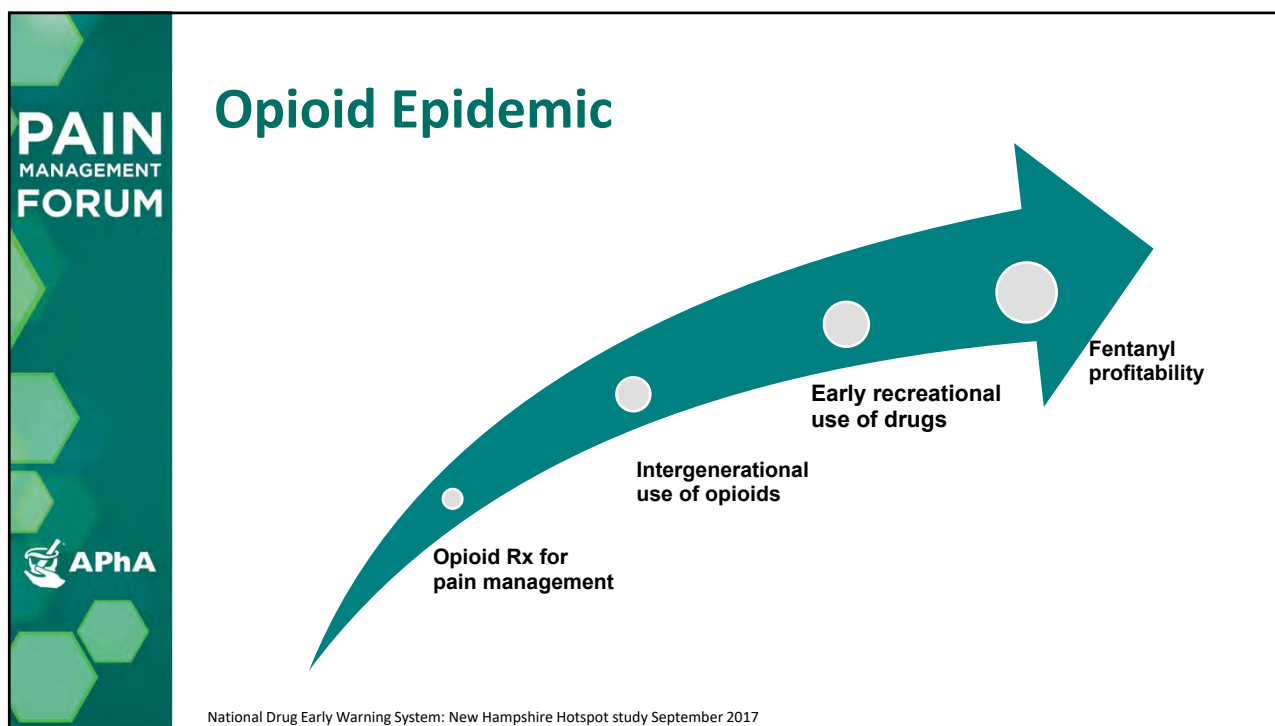 PAIN
MANAGEMENT
FORUM
APhA
Opioid Epidemic
Opioid Rx for
pain management
Intergenerational
use of opioids
Early recreational
use of drugs
Fentanyl
profitability
National Drug Early Warning System: New Hampshire Hotspot study September 2017